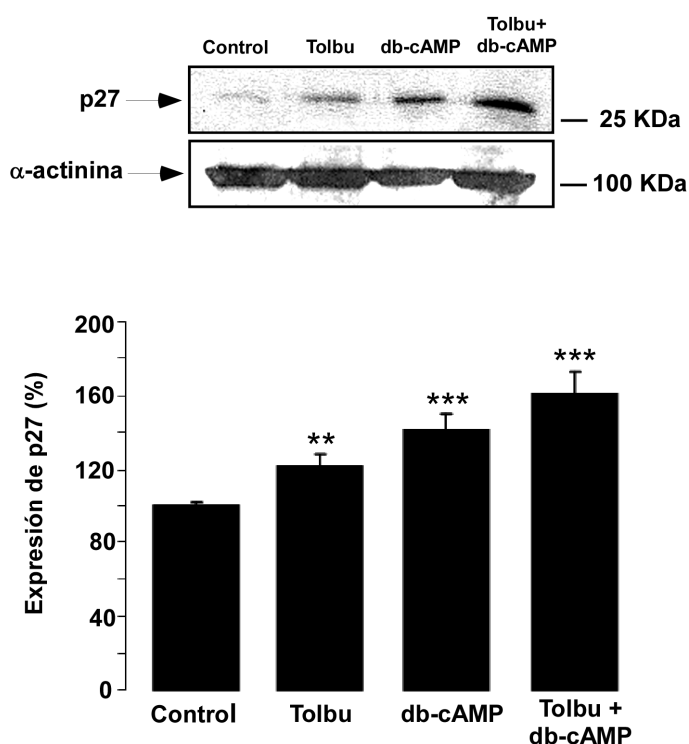 Control Tolbu db-cAMP Tolbu+
db-cAMP
p27
25 KDa
α-actinina
100 KDa
200
160
120
80
40
0
Expresión de p27 (%)
**
***
***
Control Tolbu db-cAMP Tolbu +
db-cAMP